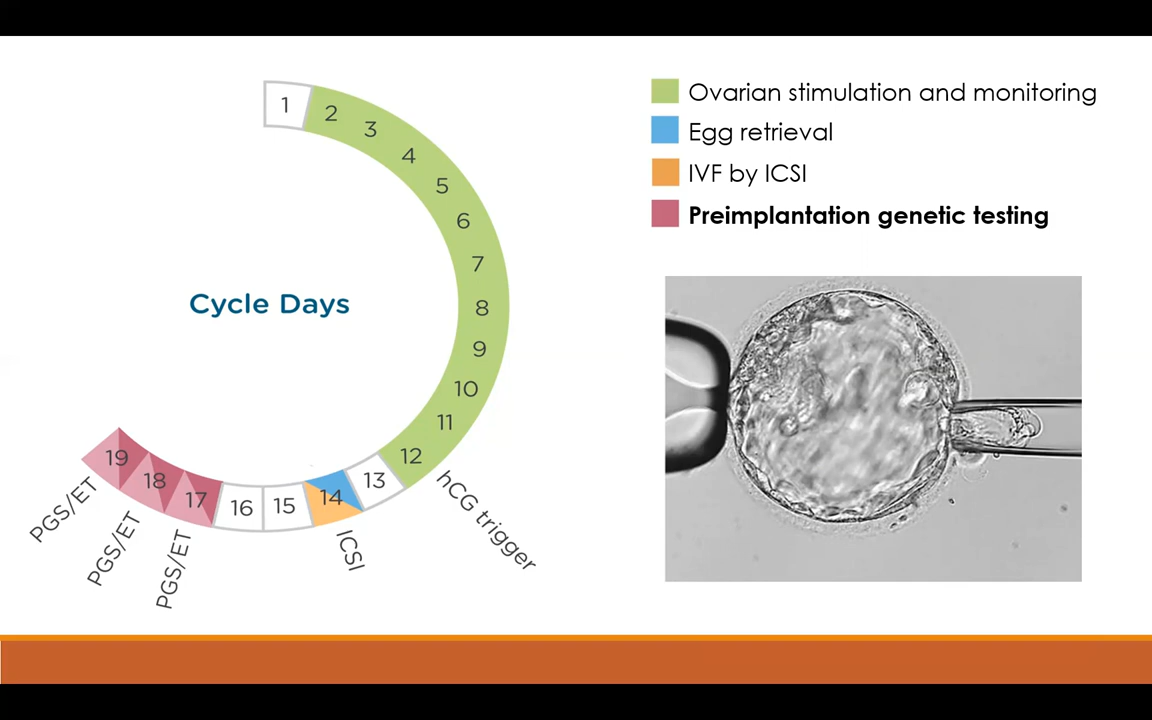 1
2
3
4
5
6
7
8
9
10
11
12
13
14
15
16
17
18
19
Cycle Days
hCG trigger
ICSI
PGS/ET
PGS/ET
PGS/ET
Ovarian stimulation and monitoring
Egg retrieval
IVF by ICSI
Preimplantation genetic testing